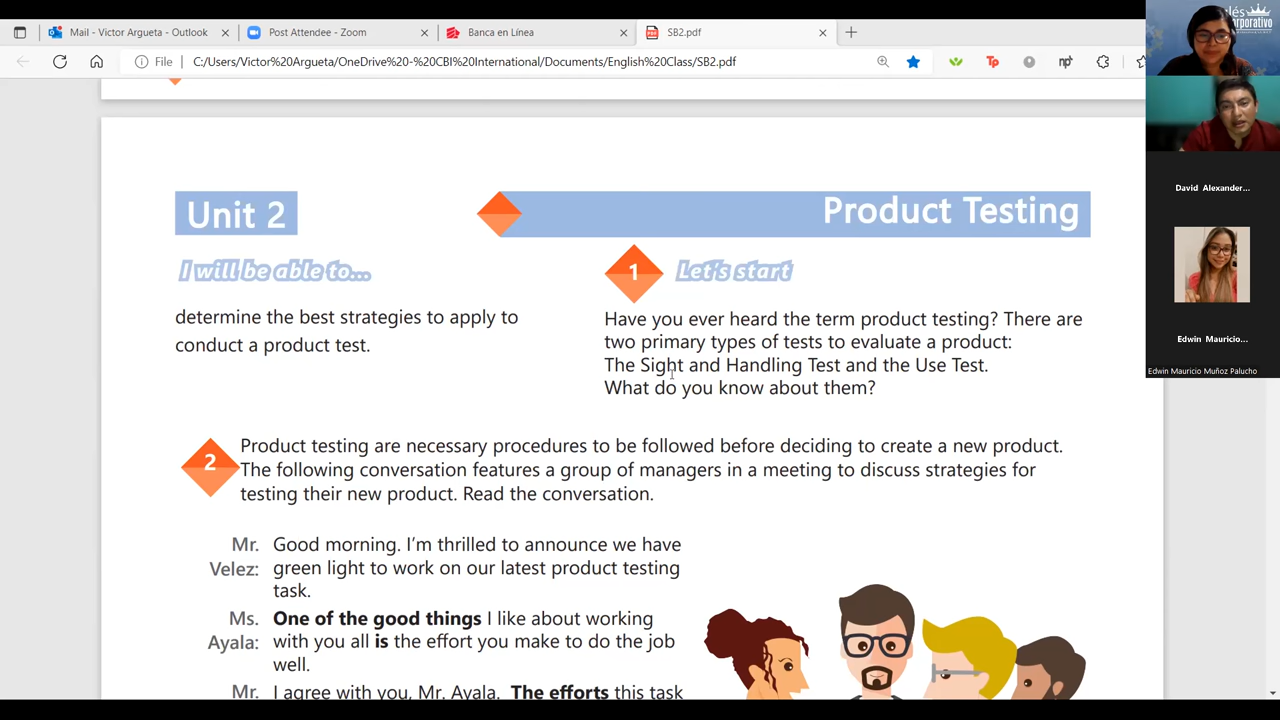 Mail - Victor Argueta - Outlook
Post Attendee - Zoom
Banca en Línea
SB2.pdf
File
C:/Users/Victor%20Argueta/OneDrive%20-%20CBI%20International/Documents/English%20Class/SB2.pdf
Unit 2
Product Testing
I will be able to...
determine the best strategies to apply to
conduct a product test.
1
Let's start
Have you ever heard the term product testing? There are
two primary types of tests to evaluate a product:
The Sight and Handling Test and the Use Test.
What do you know about them?
2
Product testing are necessary procedures to be followed before deciding to create a new product.
The following conversation features a group of managers in a meeting to discuss strategies for
testing their new product. Read the conversation.
Mr. Velez:
Good morning. I'm thrilled to announce we have
green light to work on our latest product testing
task.
Ms. Ayala:
One of the good things I like about working
with you all is the effort you make to do the job
well.
Mr.
I agree with you, Mr. Ayala. The efforts this task
David Alexander...
Edwin Mauricio...
Edwin Mauricio Muñoz Palucho